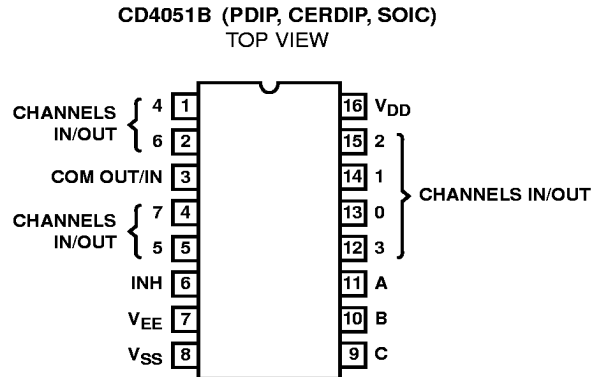 CD4051B (PDIP, CERDIP, SOIC)
TOP VIEW
CHANNELS IN/OUT
4 1
6 2
COM OUT/IN 3
CHANNELS IN/OUT
7 4
5 5
INH 6
VEE 7
VSS 8
16 VDD
15 2
14 1
13 0
12 3
CHANNELS IN/OUT
11 A
10 B
9 C